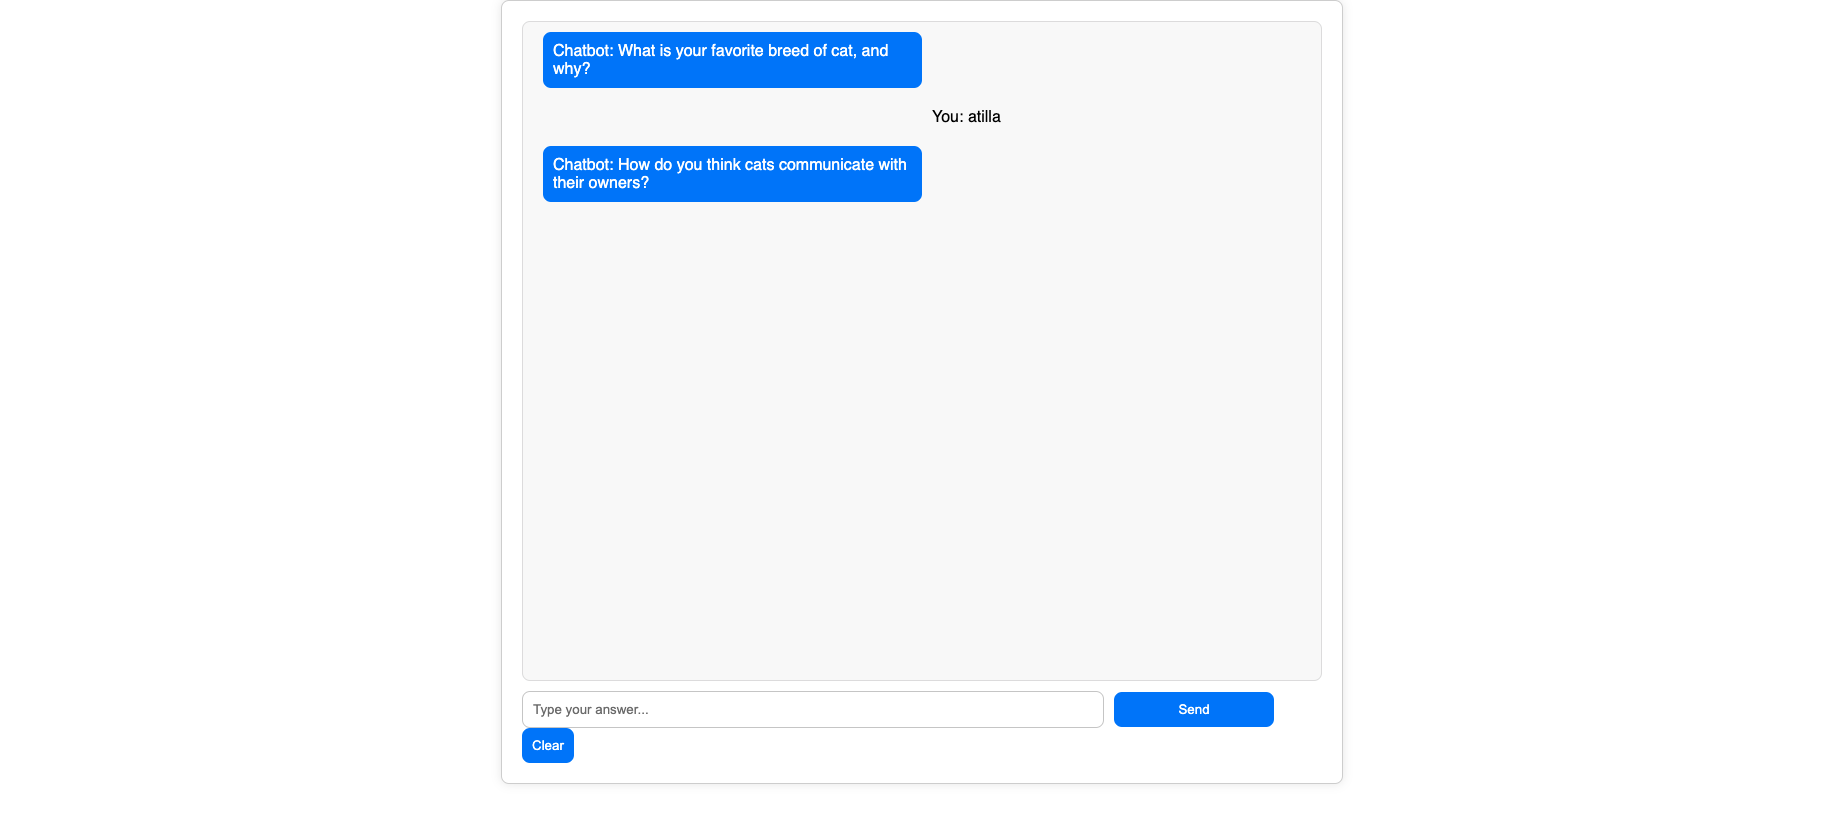 Chatbot: What is your favorite breed of cat, and
why?
You: atilla
Chatbot: How do you think cats communicate with
their owners?
Type your answer...
Send
Clear